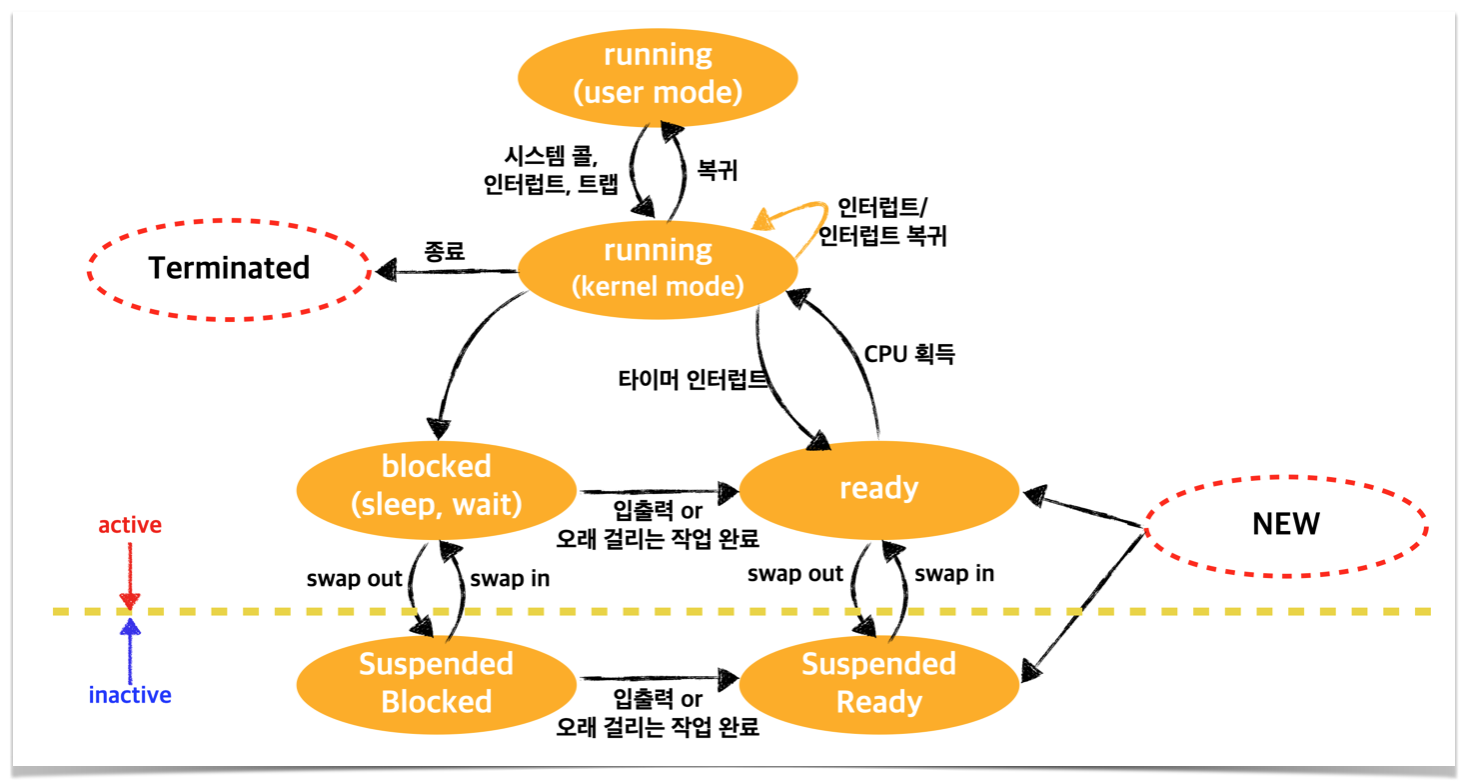 running
(user mode)
시스템 콜,
인터럽트, 트랩
복귀
인터럽트/
인터럽트 복귀
running
(kernel mode)
종료
Terminated
CPU 획득
타이머 인터럽트
blocked
(sleep, wait)
입출력 or
오래 걸리는 작업 완료
ready
NEW
active
swap out
swap in
swap out
swap in
inactive
Suspended
Blocked
입출력 or
오래 걸리는 작업 완료
Suspended
Ready